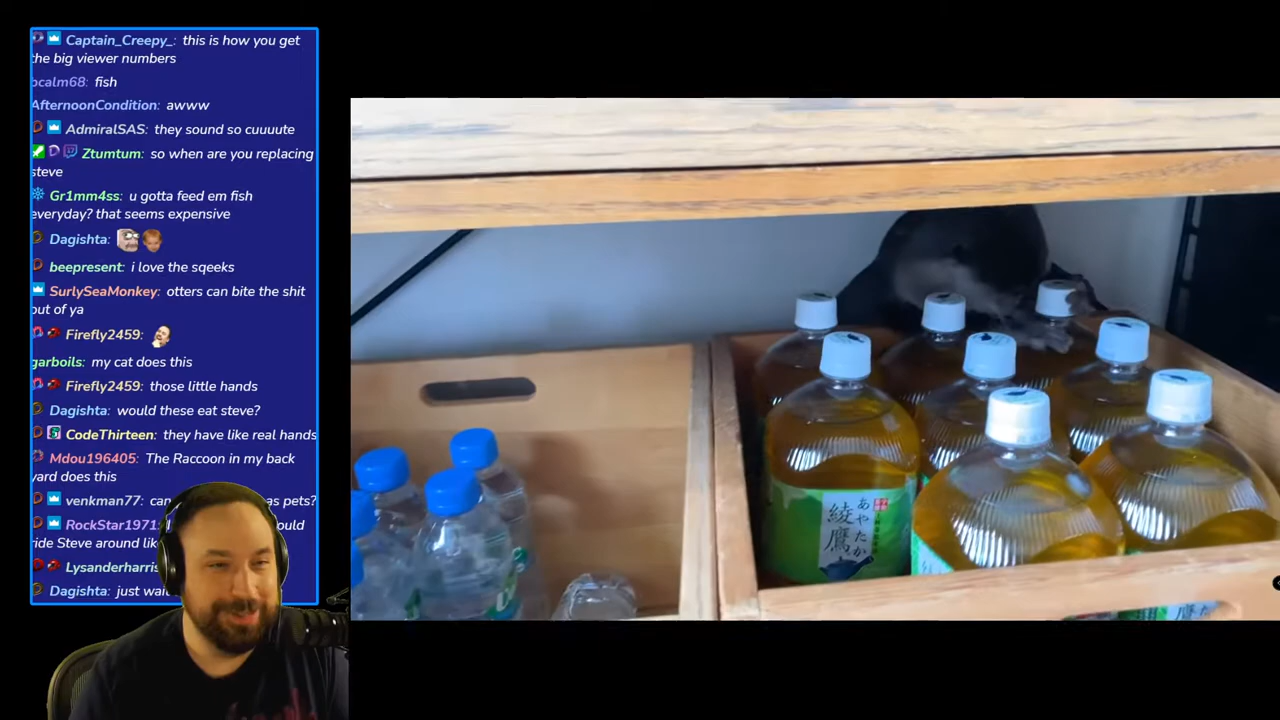 Captain_Creepy_: this is how you get
the big viewer numbers
bcalm68: fish
AfternoonCondition: awww
AdmiralSAS: they sound so cuuuute
Ztumtum: so when are you replacing
steve
Gr1mm4ss: u gotta feed em fish
everyday? that seems expensive
Dagishta:
beepresent: i love the sqeeks
SurlySeaMonkey: otters can bite the shit
out of ya
Firefly2459:
garboils: my cat does this
Firefly2459: those little hands
Dagishta: would these eat steve?
CodeThirteen: they have like real hands
Mdou196405: The Raccoon in my back
yard does this
venkman77: can as pets?
RockStar1971 ould
ride Steve around lik
Lysanderharris
Dagishta: just wai
あやたか
綾鷹